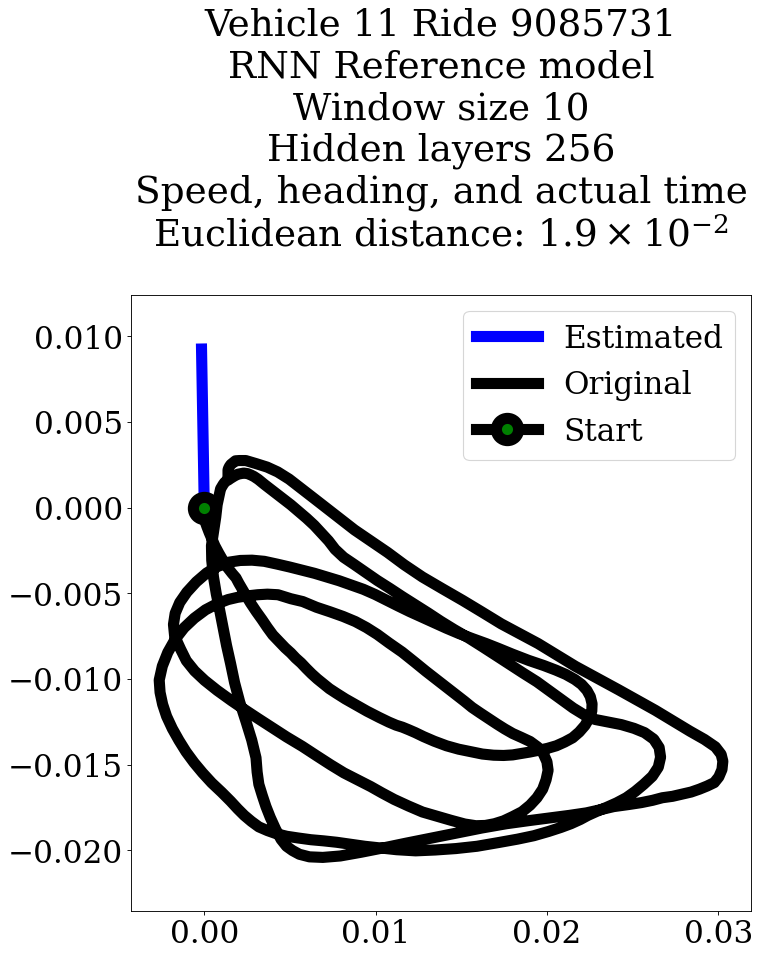 Vehicle 11 Ride 9085731
RNN Reference model
Window size 10
Hidden layers 256
Speed, heading, and actual time
Euclidean distance: 1.9 × 10⁻²
Estimated
Original
Start
0.010
0.005
0.000
−0.005
−0.010
−0.015
−0.020
0.00 0.01 0.02 0.03